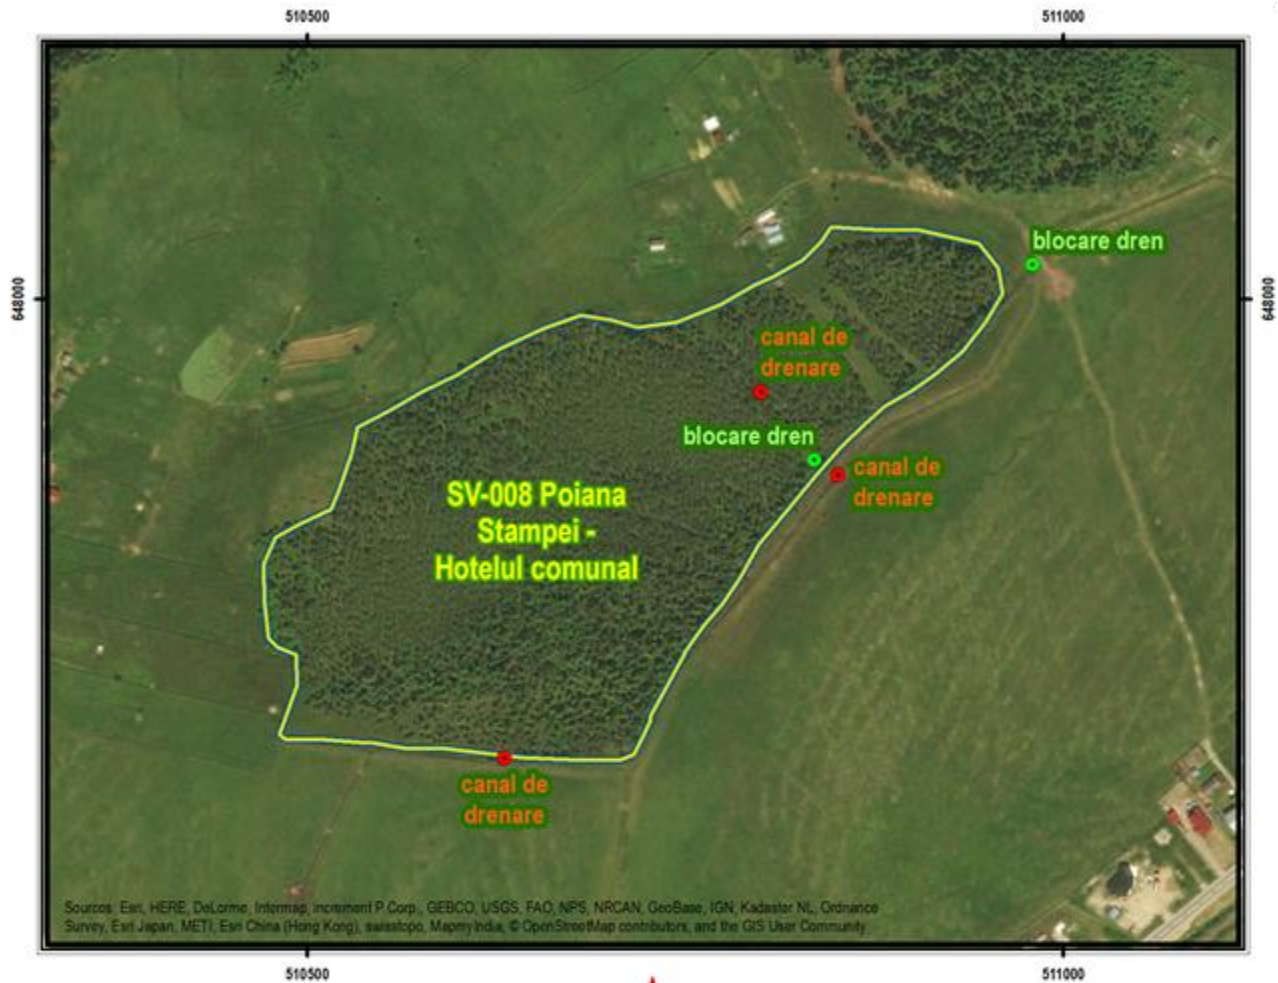 510500
511000
blocare dren
648000
648000
canal de
drenare
blocare dren
canal de
drenare
SV-008 Poiana
Stampei -
Hotelul comunal
canal de
drenare
Sources: Esri, HERE, DeLorme, Intermap, increment P Corp., GEBCO, USGS, FAO, NPS, NRCAN, GeoBase, IGN, Kadaster NL, Ordnance
Survey, Esri Japan, METI, Esri China (Hong Kong), swisstopo, MapmyIndia, © OpenStreetMap contributors, and the GIS User Community
510500
511000